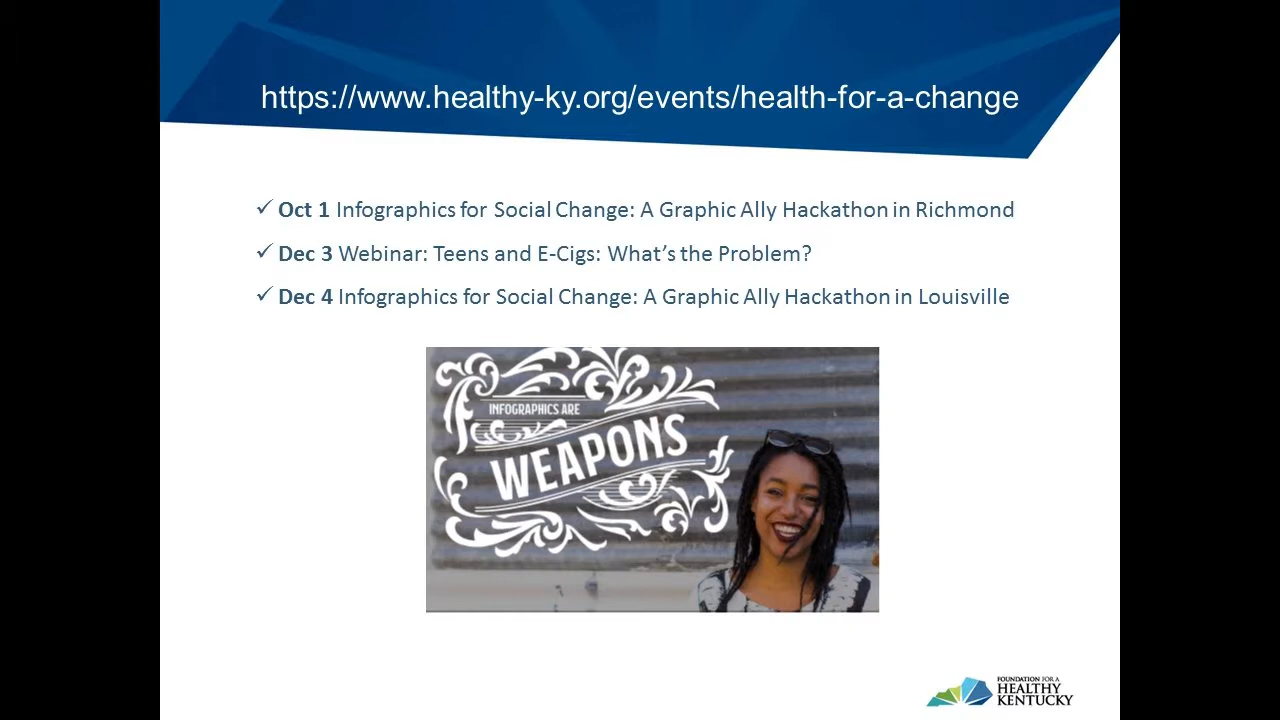 https://www.healthy-ky.org/events/health-for-a-change
✓ Oct 1 Infographics for Social Change: A Graphic Ally Hackathon in Richmond
✓ Dec 3 Webinar: Teens and E-Cigs: What's the Problem?
✓ Dec 4 Infographics for Social Change: A Graphic Ally Hackathon in Louisville
INFOGRAPHICS ARE
WEAPONS
FOUNDATION FOR A
HEALTHY
KENTUCKY